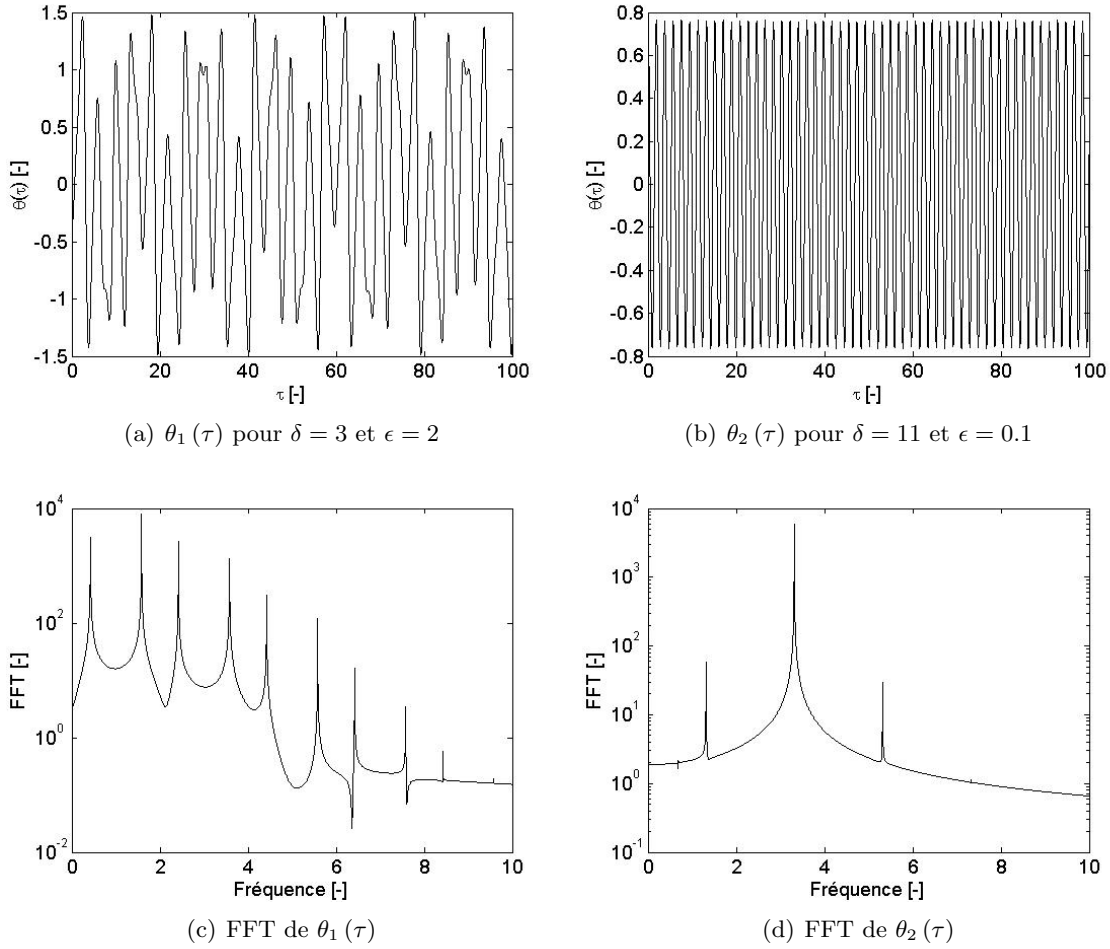 1.5
1
0.5
0
-0.5
-1
-1.5
θ(τ) [-]
0 20 40 60 80 100
τ [-]
(a) θ₁ (τ) pour δ = 3 et ϵ = 2
0.8
0.6
0.4
0.2
0
-0.2
-0.4
-0.6
-0.8
θ(τ) [-]
0 20 40 60 80 100
τ [-]
(b) θ₂ (τ) pour δ = 11 et ϵ = 0.1
10⁴
10²
10⁰
10⁻²
FFT [-]
0 2 4 6 8 10
Fréquence [-]
(c) FFT de θ₁ (τ)
10⁴
10³
10²
10¹
10⁰
10⁻¹
FFT [-]
0 2 4 6 8 10
Fréquence [-]
(d) FFT de θ₂ (τ)